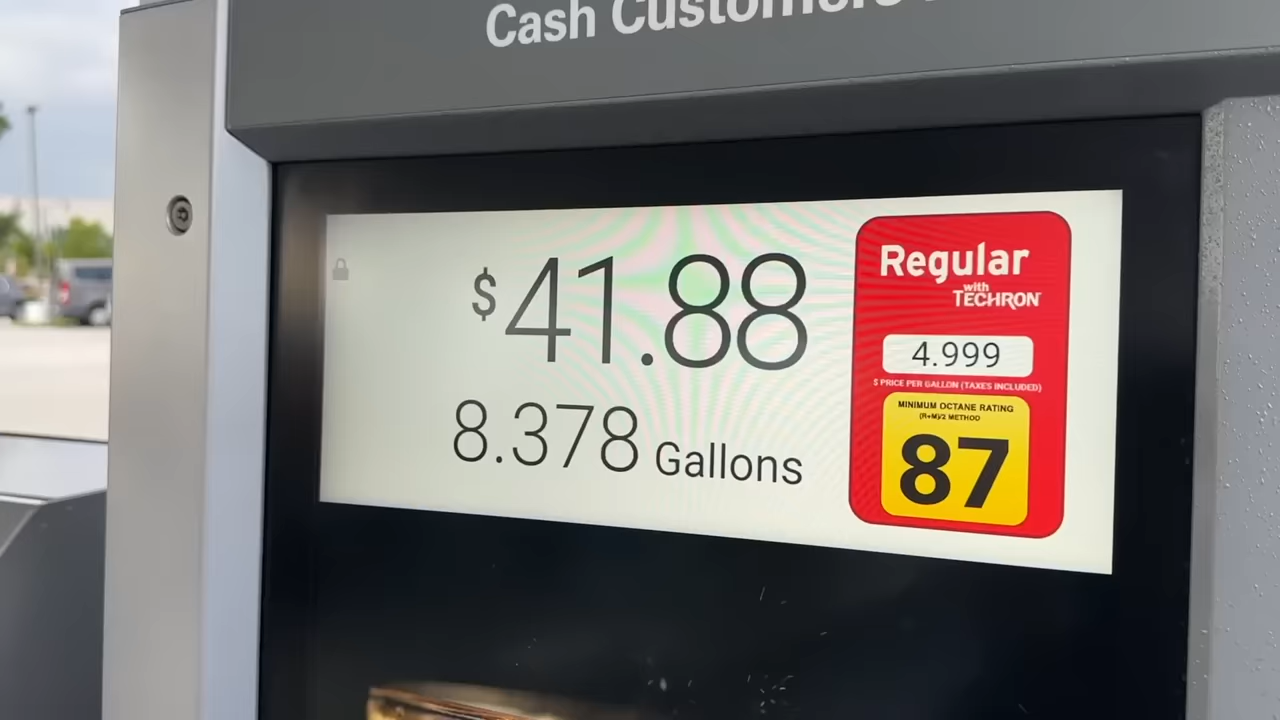 Cash Customers
$41.88
8.378 Gallons
Regular
with
TECHRON
4.999
$ PRICE PER GALLON (TAXES INCLUDED)
MINIMUM OCTANE RATING
(R+M)/2 METHOD
87